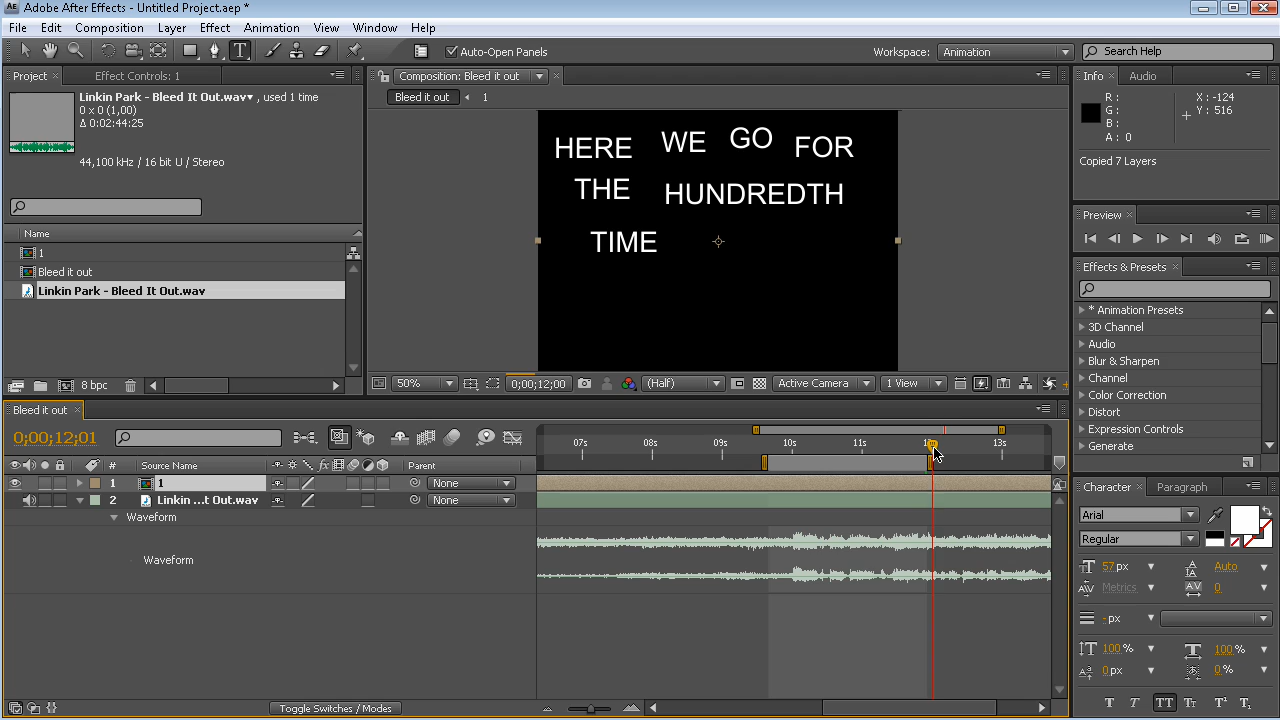 Adobe After Effects - Untitled Project.aep *
File Edit Composition Layer Effect Animation View Window Help
Auto-Open Panels
Workspace: Animation
Search Help
Project Effect Controls: 1
Composition: Bleed it out
Info Audio
Linkin Park - Bleed It Out.wav , used 1 time
0 x 0 (1,00)
Δ 0:02:44:25
44,100 kHz / 16 bit U / Stereo
Bleed it out 1
R :
G :
B :
A : 0
X : -124
Y : 516
Copied 7 Layers
HERE WE GO FOR
THE HUNDREDTH
TIME
Preview
Name
1
Bleed it out
Linkin Park - Bleed It Out.wav
Effects & Presets
* Animation Presets
3D Channel
Audio
Blur & Sharpen
Channel
Color Correction
Distort
Expression Controls
Generate
8 bpc
50% 0;00;12;00 (Half) Active Camera 1 View
Bleed it out
0;00;12;01
07s 08s 09s 10s 11s 12s 13s
# Source Name Parent
1 1 None
2 Linkin ...t Out.wav None
Waveform
Waveform
Toggle Switches / Modes
Character Paragraph
Arial
Regular
57 px Auto
Metrics 0
- px
100 % 100 %
0 px 0 %
T T TT Tt T¹ T₁